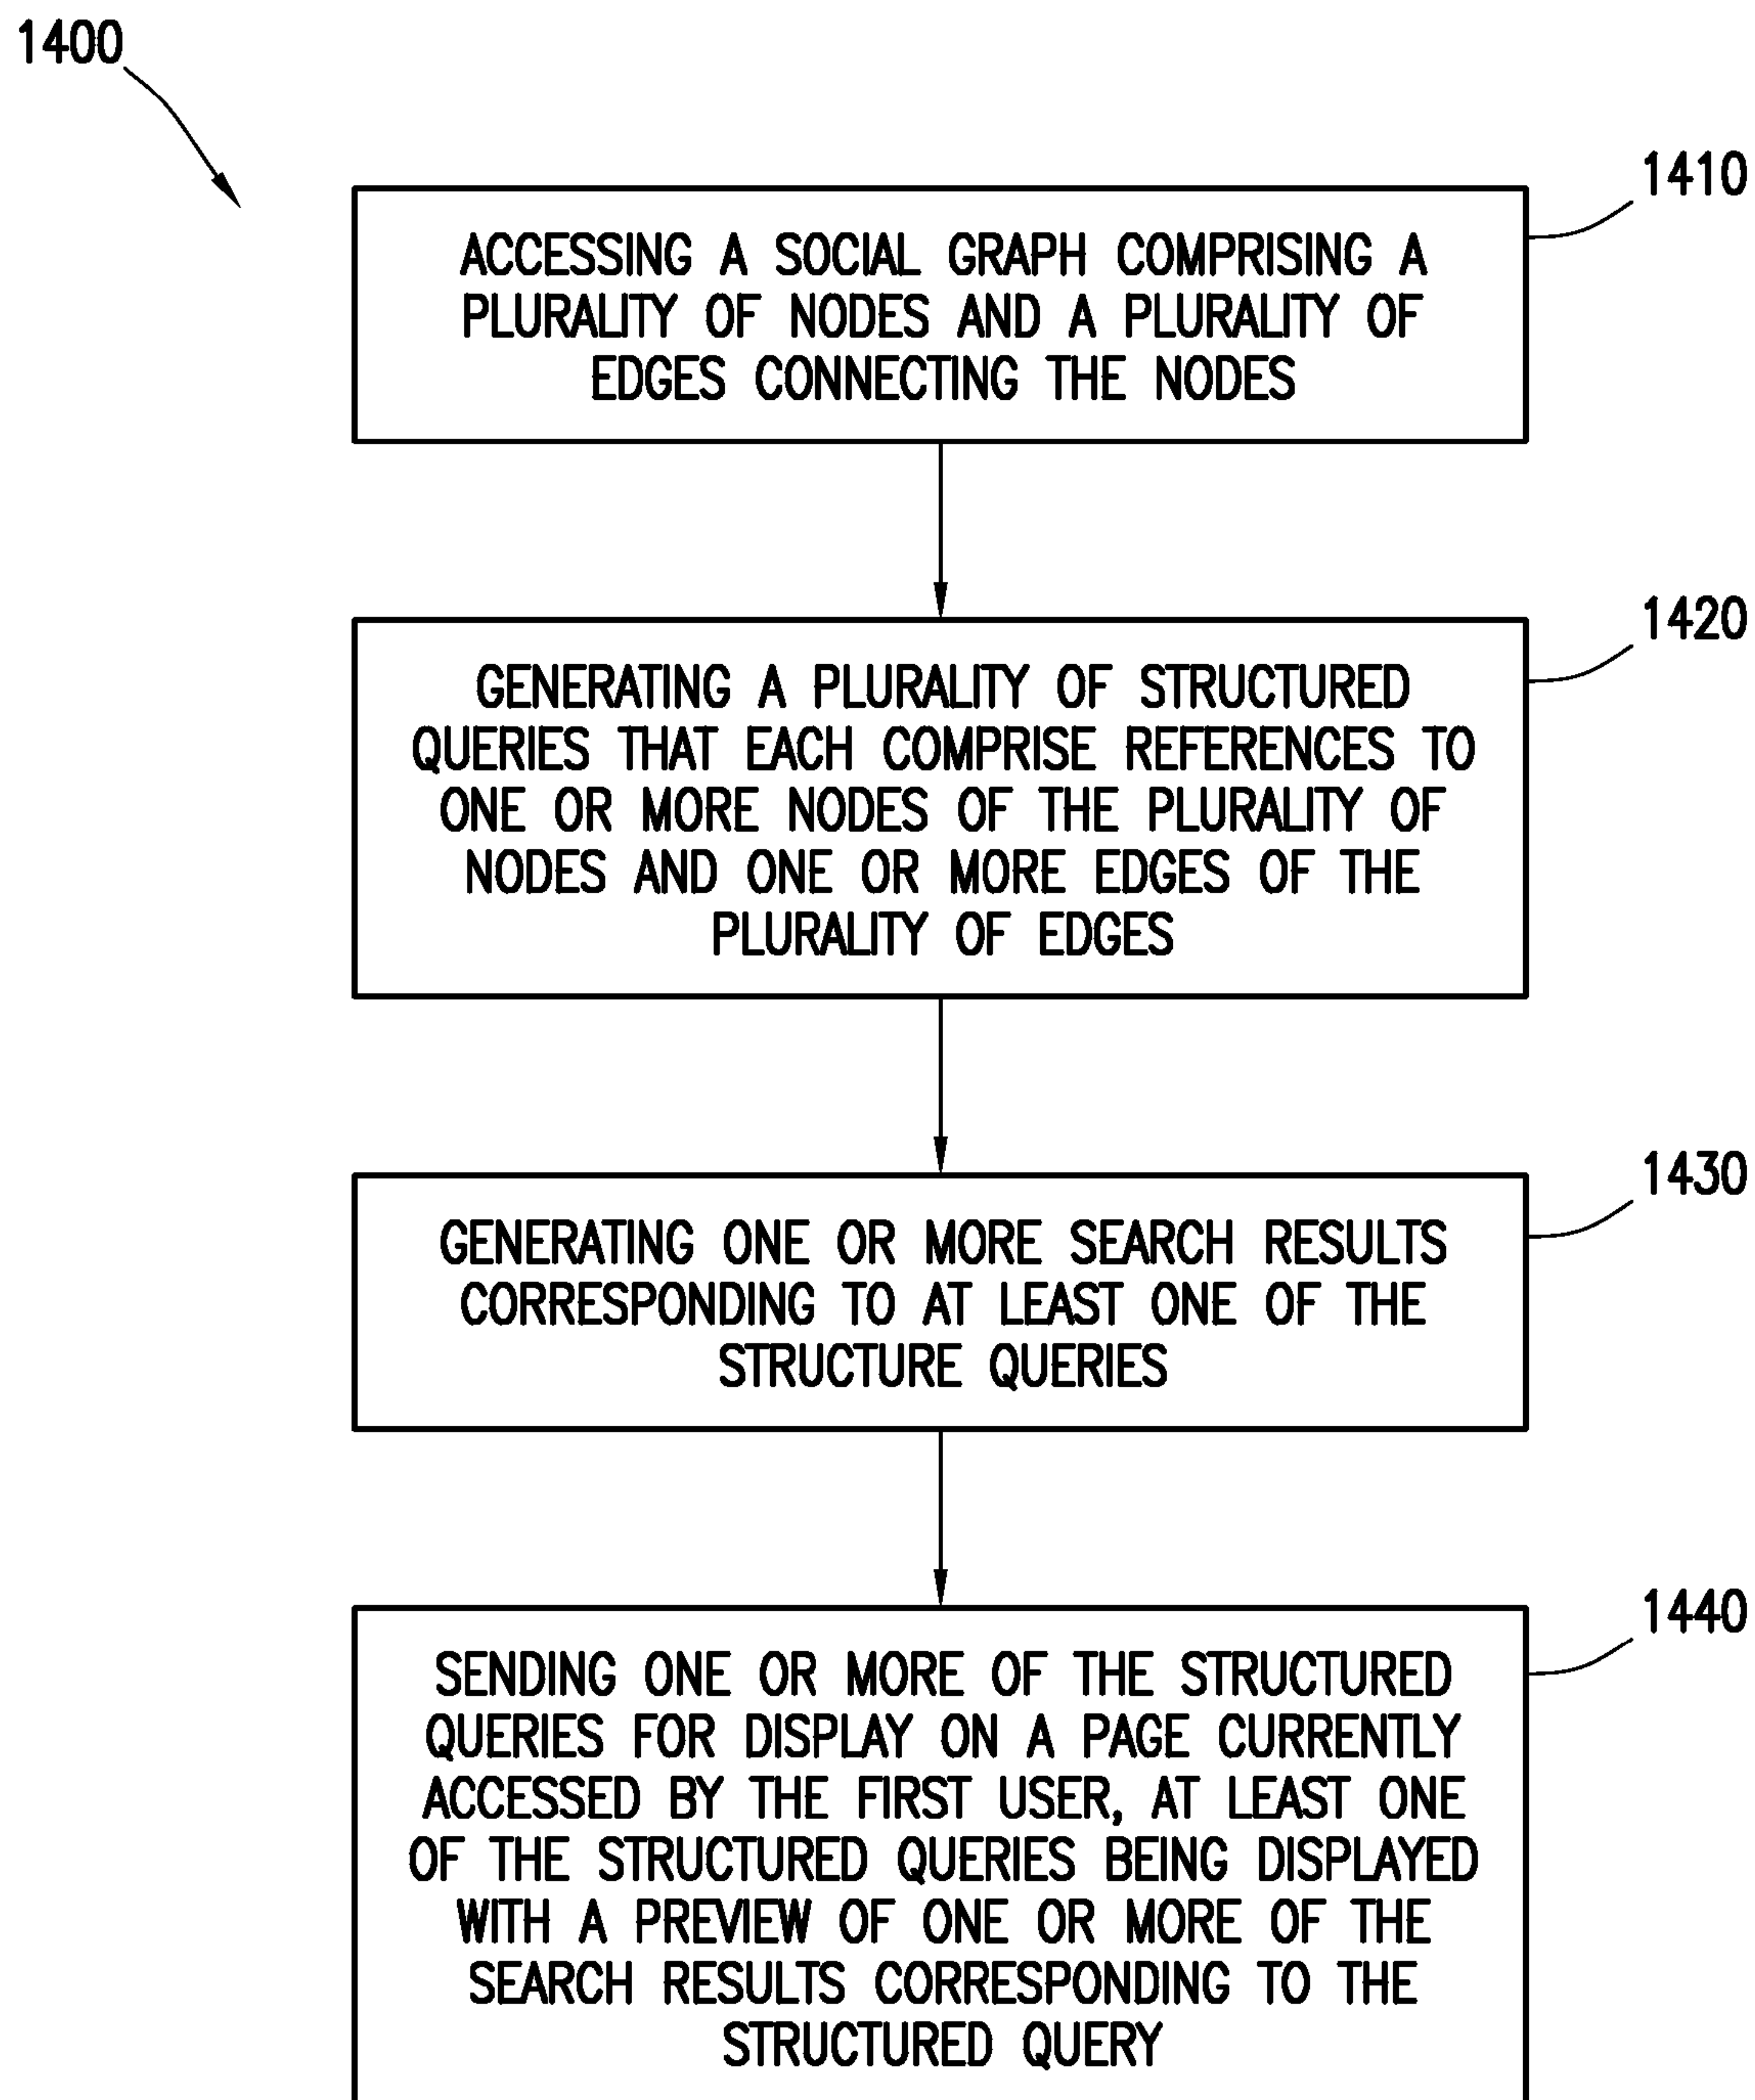 1400
1410
ACCESSING A SOCIAL GRAPH COMPRISING A
PLURALITY OF NODES AND A PLURALITY OF
EDGES CONNECTING THE NODES
1420
GENERATING A PLURALITY OF STRUCTURED
QUERIES THAT EACH COMPRISE REFERENCES TO
ONE OR MORE NODES OF THE PLURALITY OF
NODES AND ONE OR MORE EDGES OF THE
PLURALITY OF EDGES
1430
GENERATING ONE OR MORE SEARCH RESULTS
CORRESPONDING TO AT LEAST ONE OF THE
STRUCTURE QUERIES
1440
SENDING ONE OR MORE OF THE STRUCTURED
QUERIES FOR DISPLAY ON A PAGE CURRENTLY
ACCESSED BY THE FIRST USER, AT LEAST ONE
OF THE STRUCTURED QUERIES BEING DISPLAYED
WITH A PREVIEW OF ONE OR MORE OF THE
SEARCH RESULTS CORRESPONDING TO THE
STRUCTURED QUERY